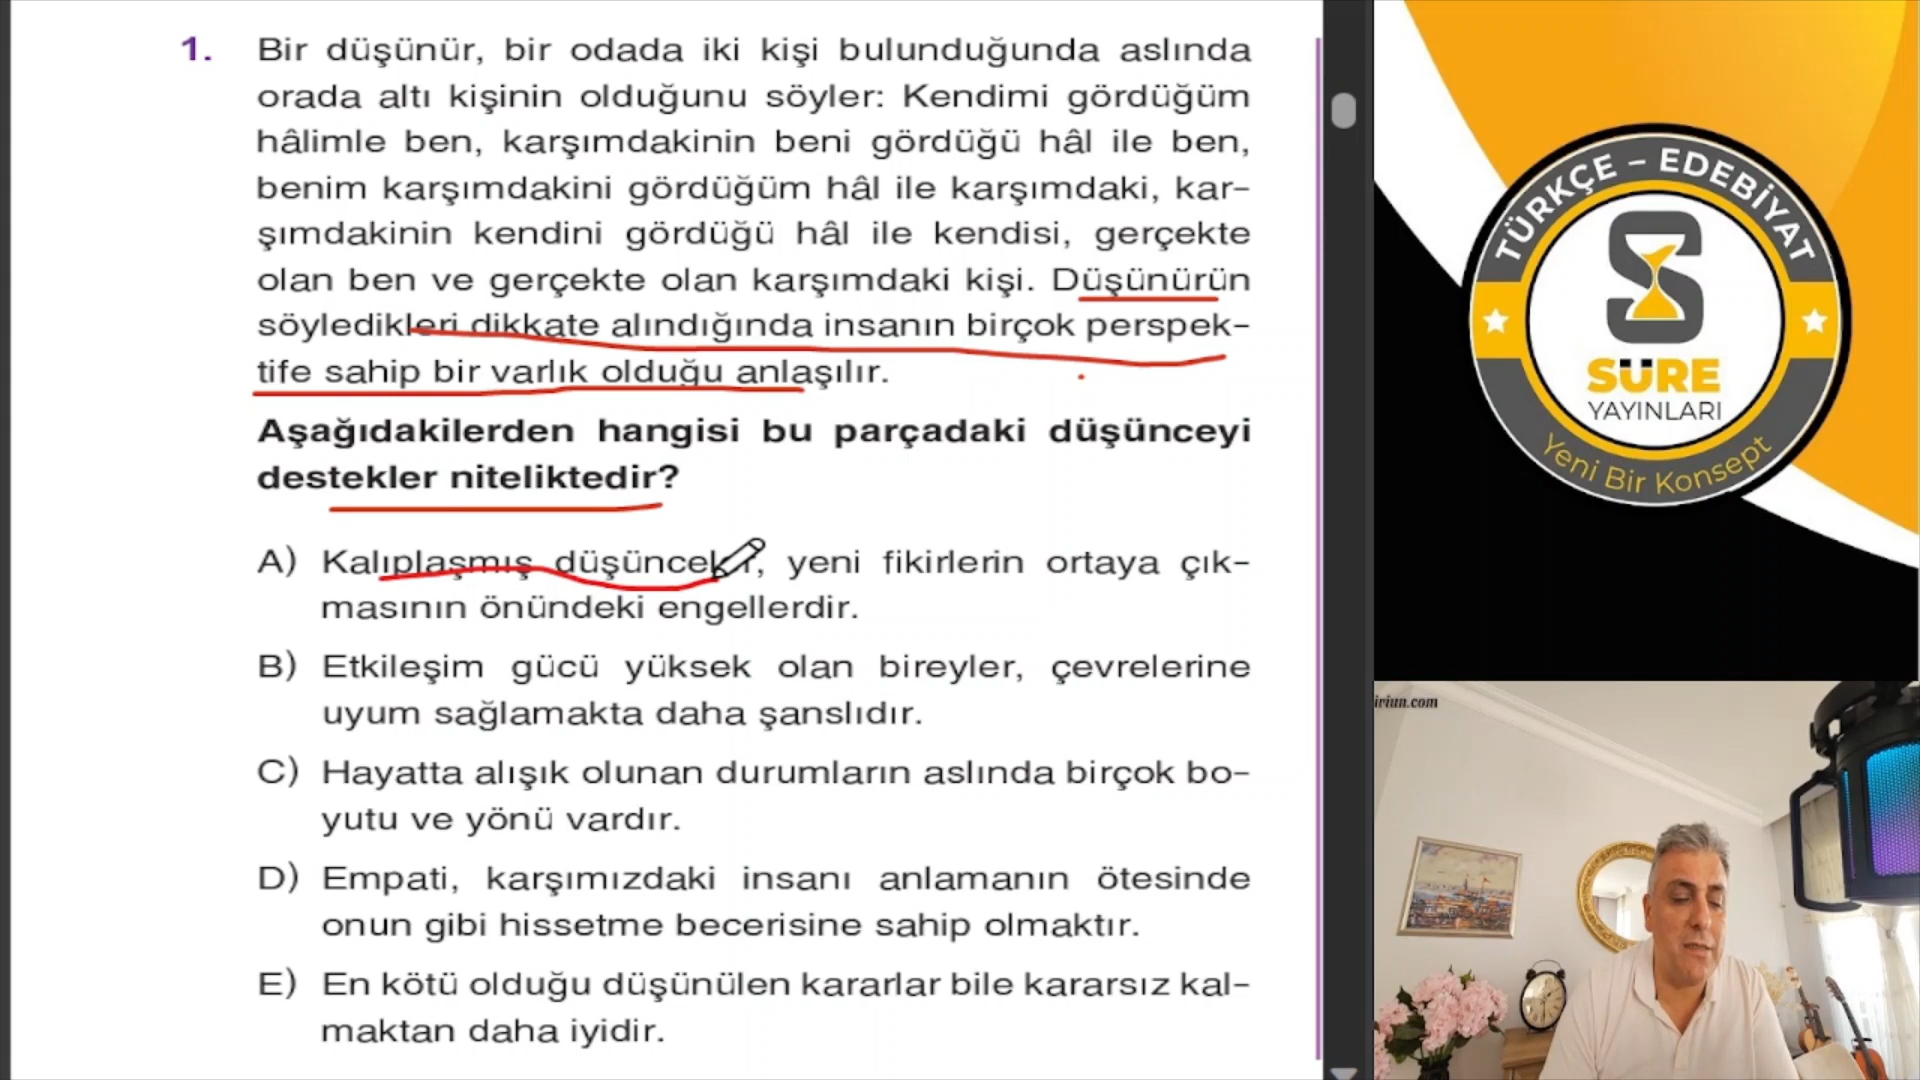 1. Bir düşünür, bir odada iki kişi bulunduğunda aslında
orada altı kişinin olduğunu söyler: Kendimi gördüğüm
hâlimle ben, karşımdakinin beni gördüğü hâl ile ben,
benim karşımdakini gördüğüm hâl ile karşımdaki, kar-
şımdakinin kendini gördüğü hâl ile kendisi, gerçekte
olan ben ve gerçekte olan karşımdaki kişi. Düşünürün
söyledikleri dikkate alındığında insanın birçok perspek-
tife sahip bir varlık olduğu anlaşılır.
Aşağıdakilerden hangisi bu parçadaki düşünceyi
destekler niteliktedir?
A) Kalıplaşmış yeni fikirlerin ortaya çık-
masının önündeki engellerdir.
B) Etkileşim gücü yüksek olan bireyler, çevrelerine
uyum sağlamakta daha şanslıdır.
C) Hayatta alışık olunan durumların aslında birçok bo-
yutu ve yönü vardır.
D) Empati, karşımızdaki insanı anlamanın ötesinde
onun gibi hissetme becerisine sahip olmaktır.
E) En kötü olduğu düşünülen kararlar bile kararsız kal-
maktan daha iyidir.
TÜRKÇE – EDEBİYAT
SÜRE
YAYINLARI
Yeni Bir Konsept
iriun.com